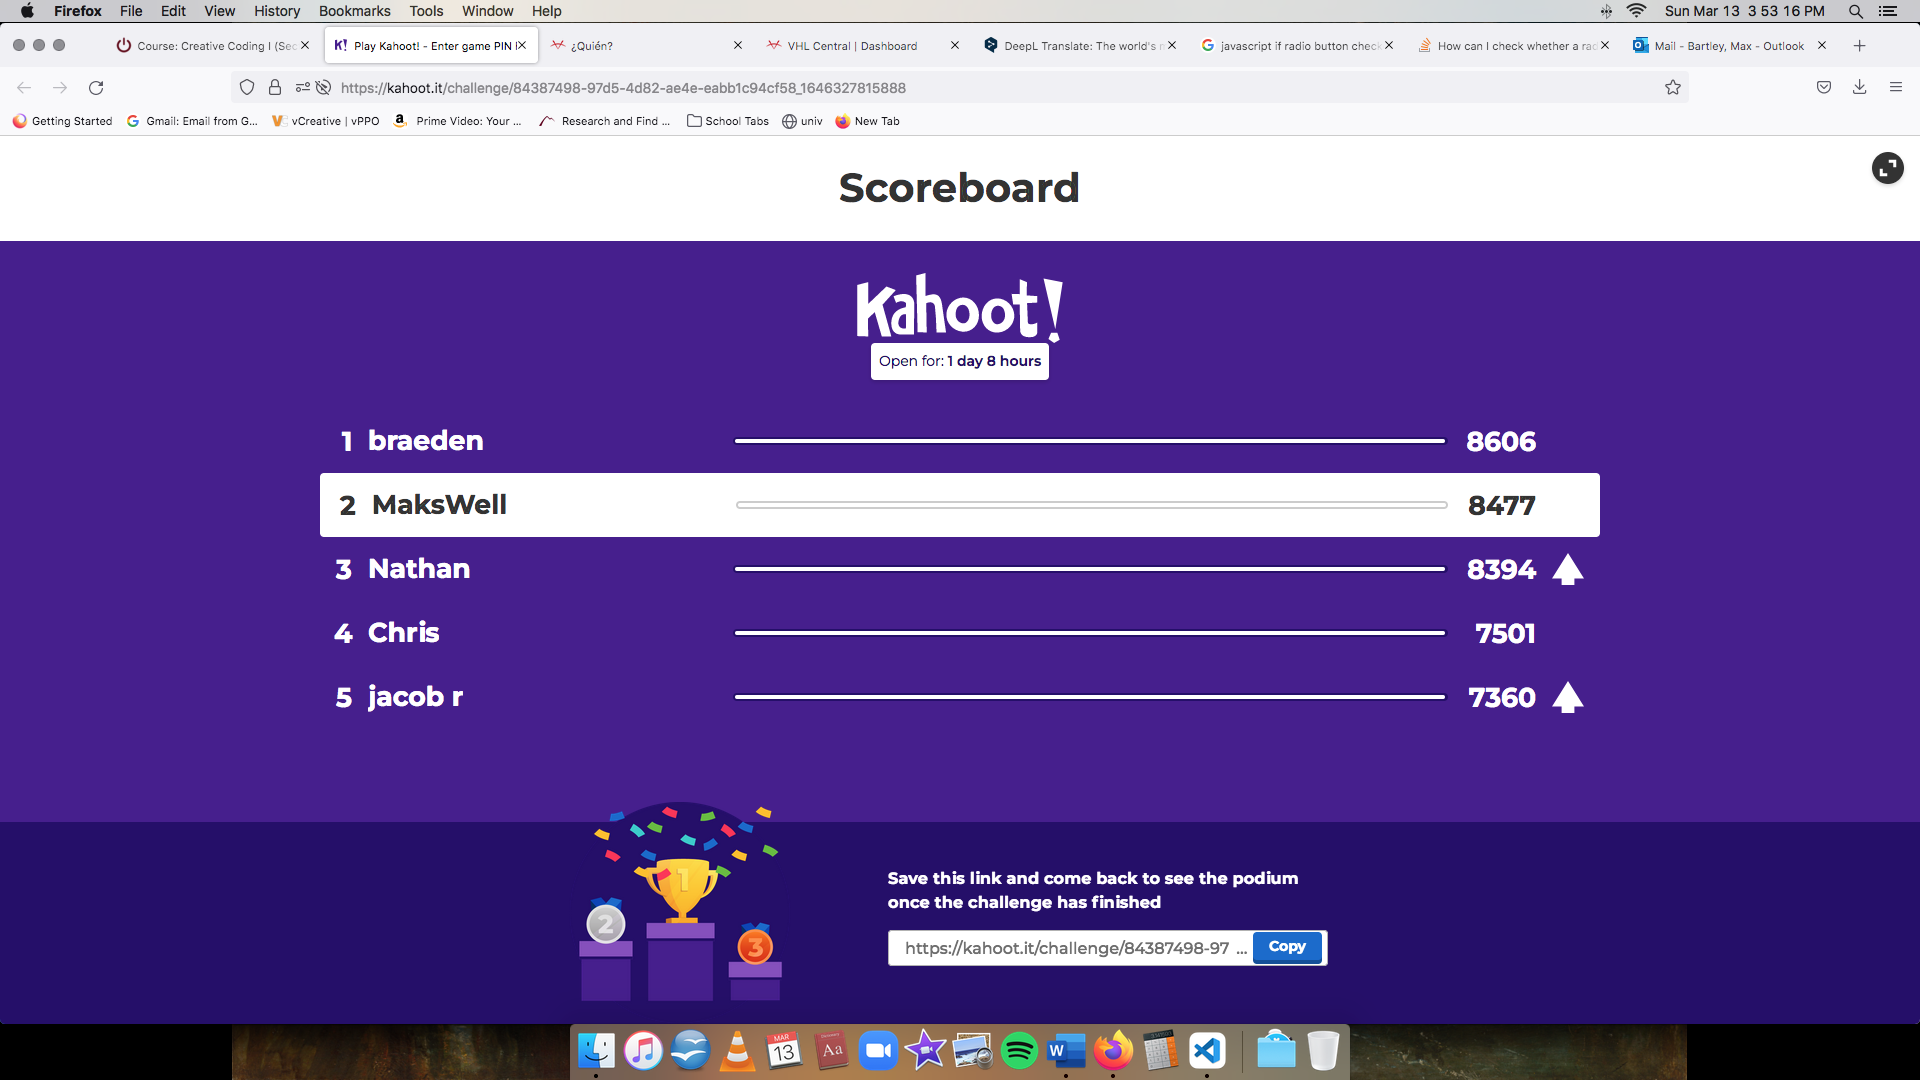 Firefox File Edit View History Bookmarks Tools Window Help Sun Mar 13 3 53 16 PM
Course: Creative Coding I (Sec Play Kahoot! - Enter game PIN ¿Quién? VHL Central | Dashboard DeepL Translate: The world's javascript if radio button check How can I check whether a rad Mail - Bartley, Max - Outlook
https://kahoot.it/challenge/84387498-97d5-4d82-ae4e-eabb1c94cf58_1646327815888
Getting Started Gmail: Email from G... vCreative | vPPO Prime Video: Your ... Research and Find ... School Tabs univ New Tab
Scoreboard
Kahoot!
Open for: 1 day 8 hours
1 braeden 8606
2 MaksWell 8477
3 Nathan 8394
4 Chris 7501
5 jacob r 7360
1
2
3
Save this link and come back to see the podium
once the challenge has finished
https://kahoot.it/challenge/84387498-97 ... Copy
MAR
13
Aa
W